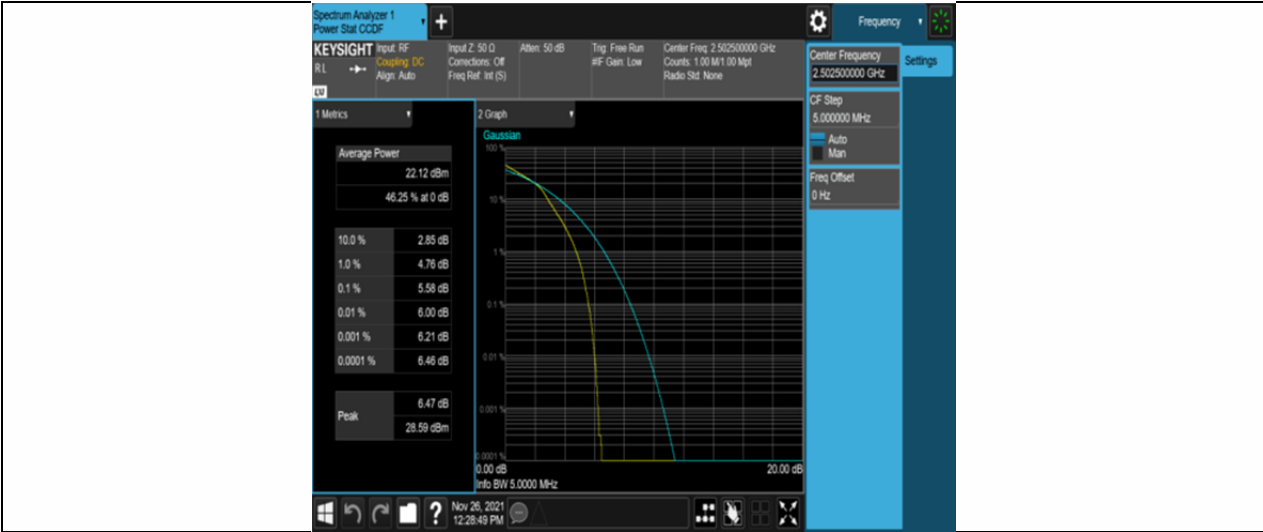 Spectrum Analyzer 1
Power Stat CCDF
+
Frequency
KEYSIGHT
R L
LV
Input: RF
Coupling: DC
Align: Auto
Input Z: 50 Ω
Corrections: Off
Freq Ref: Int (S)
Atten: 50 dB
Trig: Free Run
#IF Gain: Low
Center Freq: 2.502500000 GHz
Counts: 1.00 M/1.00 Mpt
Radio Std: None
Center Frequency
2.502500000 GHz
Settings
CF Step
5.000000 MHz
Auto
Man
Freq Offset
0 Hz
1 Metrics
Average Power
22.12 dBm
46.25 % at 0 dB
10.0 % 2.85 dB
1.0 % 4.76 dB
0.1 % 5.58 dB
0.01 % 6.00 dB
0.001 % 6.21 dB
0.0001 % 6.46 dB
Peak
6.47 dB
28.59 dBm
2 Graph
Gaussian
100 %
10 %
1 %
0.1 %
0.01 %
0.001 %
0.0001 %
0.00 dB 20.00 dB
Info BW 5.0000 MHz
?
Nov 26, 2021
12:28:49 PM